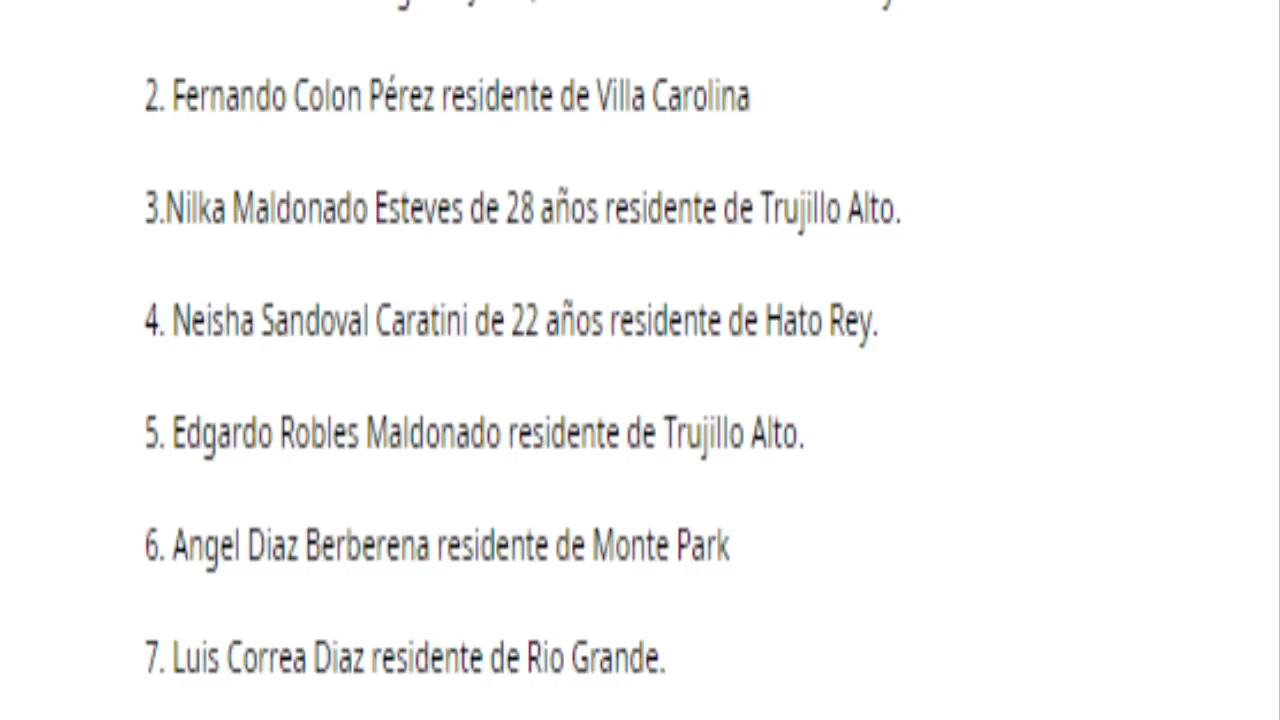 2. Fernando Colon Pérez residente de Villa Carolina
3.Nilka Maldonado Esteves de 28 años residente de Trujillo Alto.
4. Neisha Sandoval Caratini de 22 años residente de Hato Rey.
5. Edgardo Robles Maldonado residente de Trujillo Alto.
6. Angel Diaz Berberena residente de Monte Park
7. Luis Correa Diaz residente de Rio Grande.